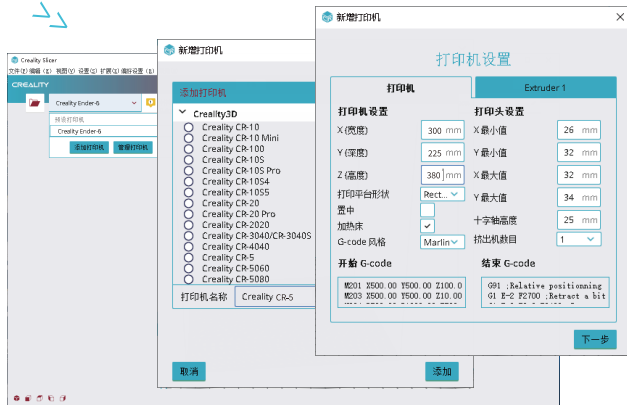 Creality Slicer
文件(F) 编辑(E) 视图(V) 设置(S) 扩展(X) 偏好设置(R)
CREALITY
Creality Ender-6
预设打印机
Creality Ender-6
添加打印机
管理打印机
新增打印机
添加打印机
Creality3D
Creality CR-10
Creality CR-10 Mini
Creality CR-100
Creality CR-10S
Creality CR-10S Pro
Creality CR-10S4
Creality CR-10S5
Creality CR-20
Creality CR-20 Pro
Creality CR-2020
Creality CR-3040/CR-3040S
Creality CR-4040
Creality CR-5
Creality CR-5060
Creality CR-5080
打印机名称 Creality CR-5
取消
添加
新增打印机
打印机设置
打印机
Extruder 1
打印机设置
X (宽度) 300 mm
Y (深度) 225 mm
Z (高度) 380 mm
打印平台形状 Rect...
置中
加热床
G-code 风格 Marlin
打印头设置
X 最小值 26 mm
Y 最小值 32 mm
X 最大值 32 mm
Y 最大值 34 mm
十字轴高度 25 mm
挤出机数目 1
开始 G-code
M201 X500.00 Y500.00 Z100.0
M203 X500.00 Y500.00 Z10.00
结束 G-code
G91 ;Relative positionning
G1 E-2 F2700 ;Retract a bit
下一步